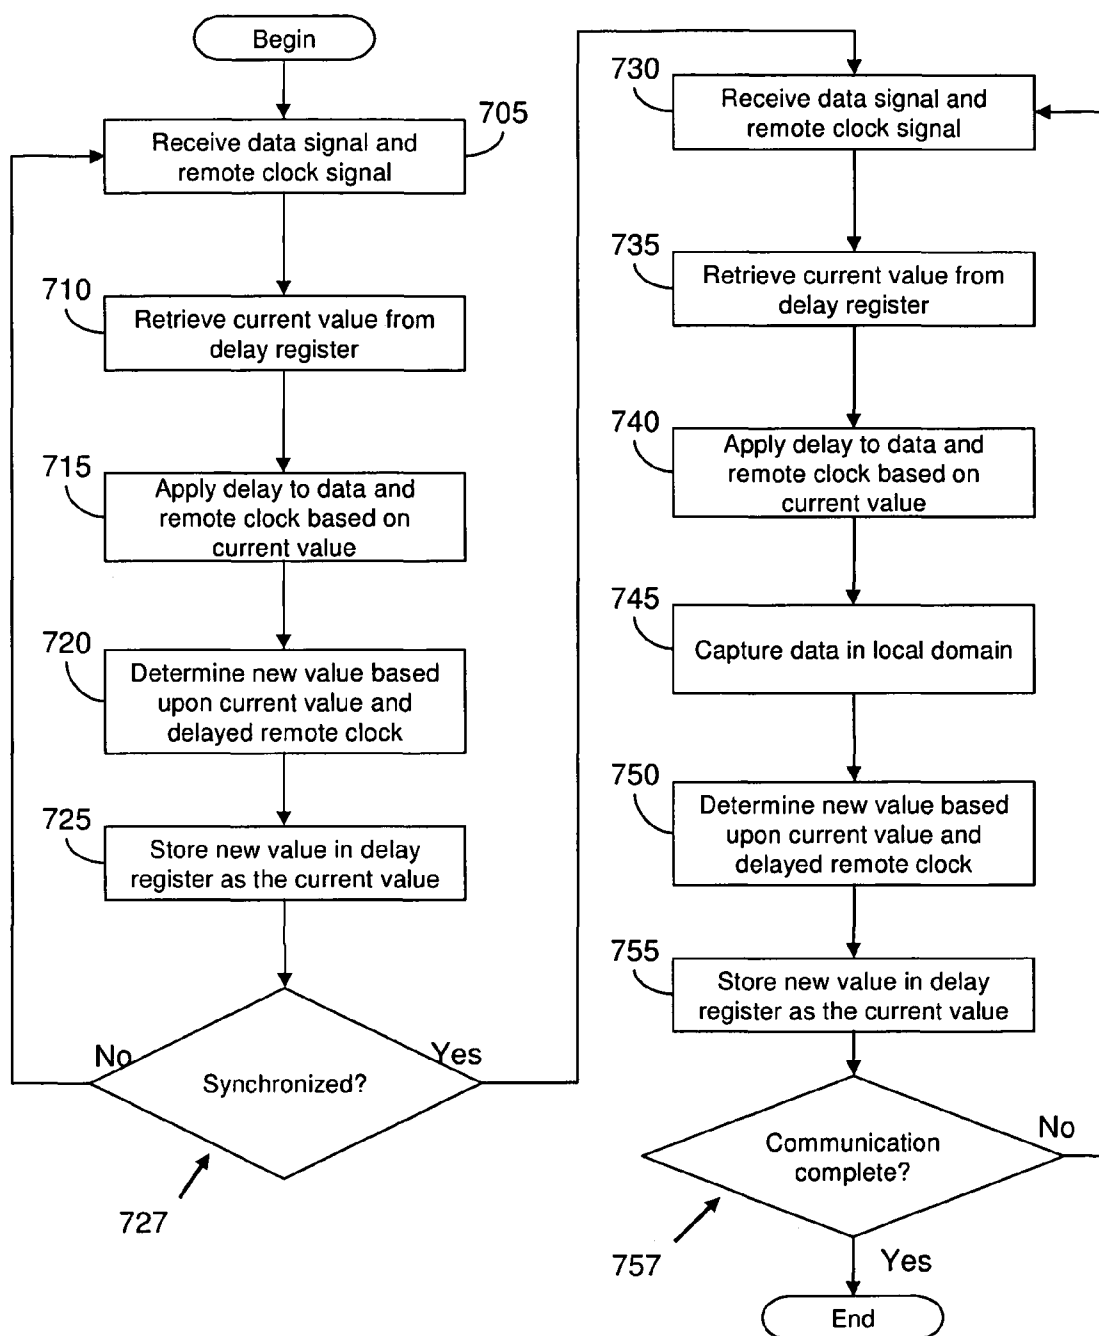 Begin
705
Receive data signal and
remote clock signal
710
Retrieve current value from
delay register
715
Apply delay to data and
remote clock based on
current value
720
Determine new value based
upon current value and
delayed remote clock
725
Store new value in delay
register as the current value
No
Yes
Synchronized?
727
730
Receive data signal and
remote clock signal
735
Retrieve current value from
delay register
740
Apply delay to data and
remote clock based on
current value
745
Capture data in local domain
750
Determine new value based
upon current value and
delayed remote clock
755
Store new value in delay
register as the current value
No
Communication
complete?
757
Yes
End